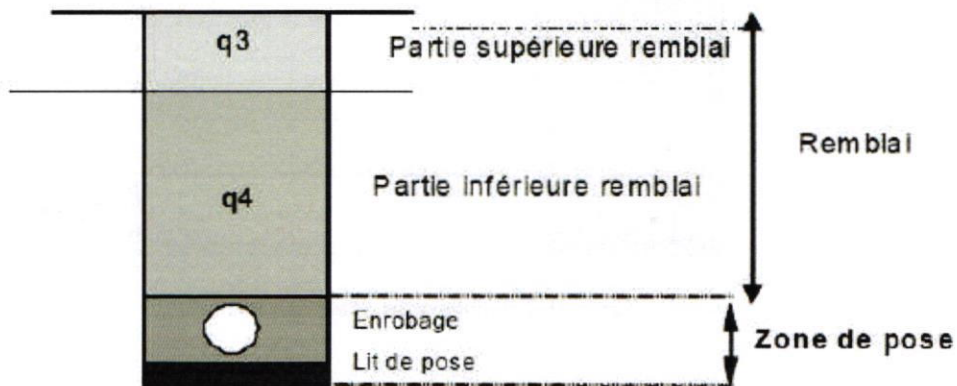 q3
Partie supérieure remblai
Remblai
q4
Partie inférieure remblai
Enrobage
Zone de pose
Lit de pose